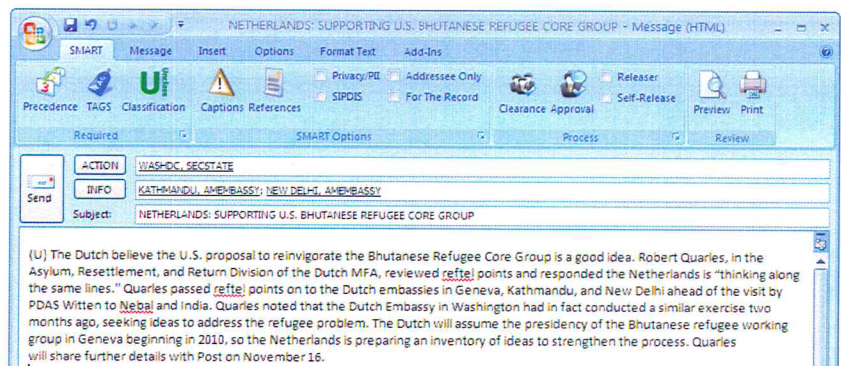 NETHERLANDS: SUPPORTING U.S. BHUTANESE REFUGEE CORE GROUP - Message (HTML)
SMART Message Insert Options Format Text Add-Ins
Privacy/PII Addressee Only Releaser
SIPDIS For The Record Self-Release
Unclass
Precedence TAGS Classification Captions References Clearance Approval Preview Print
Required SMART Options Process Review
ACTION WASHDC, SECSTATE
INFO KATHMANDU, AMEMBASSY; NEW DELHI, AMEMBASSY
Send
Subject: NETHERLANDS: SUPPORTING U.S. BHUTANESE REFUGEE CORE GROUP
(U) The Dutch believe the U.S. proposal to reinvigorate the Bhutanese Refugee Core Group is a good idea. Robert Quarles, in the
Asylum, Resettlement, and Return Division of the Dutch MFA, reviewed reftel points and responded the Netherlands is “thinking along
the same lines.” Quarles passed reftel points on to the Dutch embassies in Geneva, Kathmandu, and New Delhi ahead of the visit by
PDAS Witten to Nebal and India. Quarles noted that the Dutch Embassy in Washington had in fact conducted a similar exercise two
months ago, seeking ideas to address the refugee problem. The Dutch will assume the presidency of the Bhutanese refugee working
group in Geneva beginning in 2010, so the Netherlands is preparing an inventory of ideas to strengthen the process. Quarles
will share further details with Post on November 16.